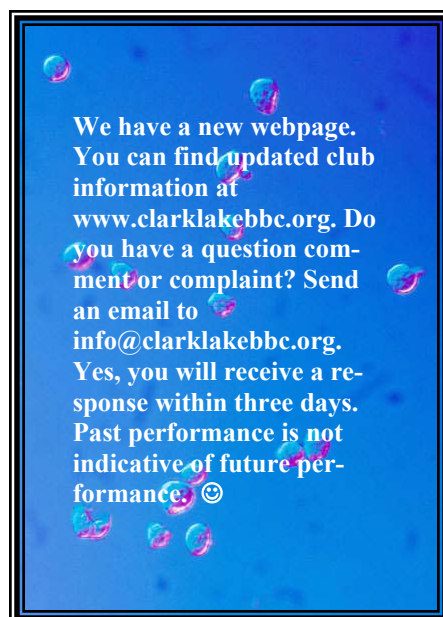 We have a new webpage.
You can find updated club
information at
www.clarklakebbc.org. Do
you have a question com-
ment or complaint? Send
an email to
info@clarklakebbc.org.
Yes, you will receive a re-
sponse within three days.
Past performance is not
indicative of future per-
formance. ☺